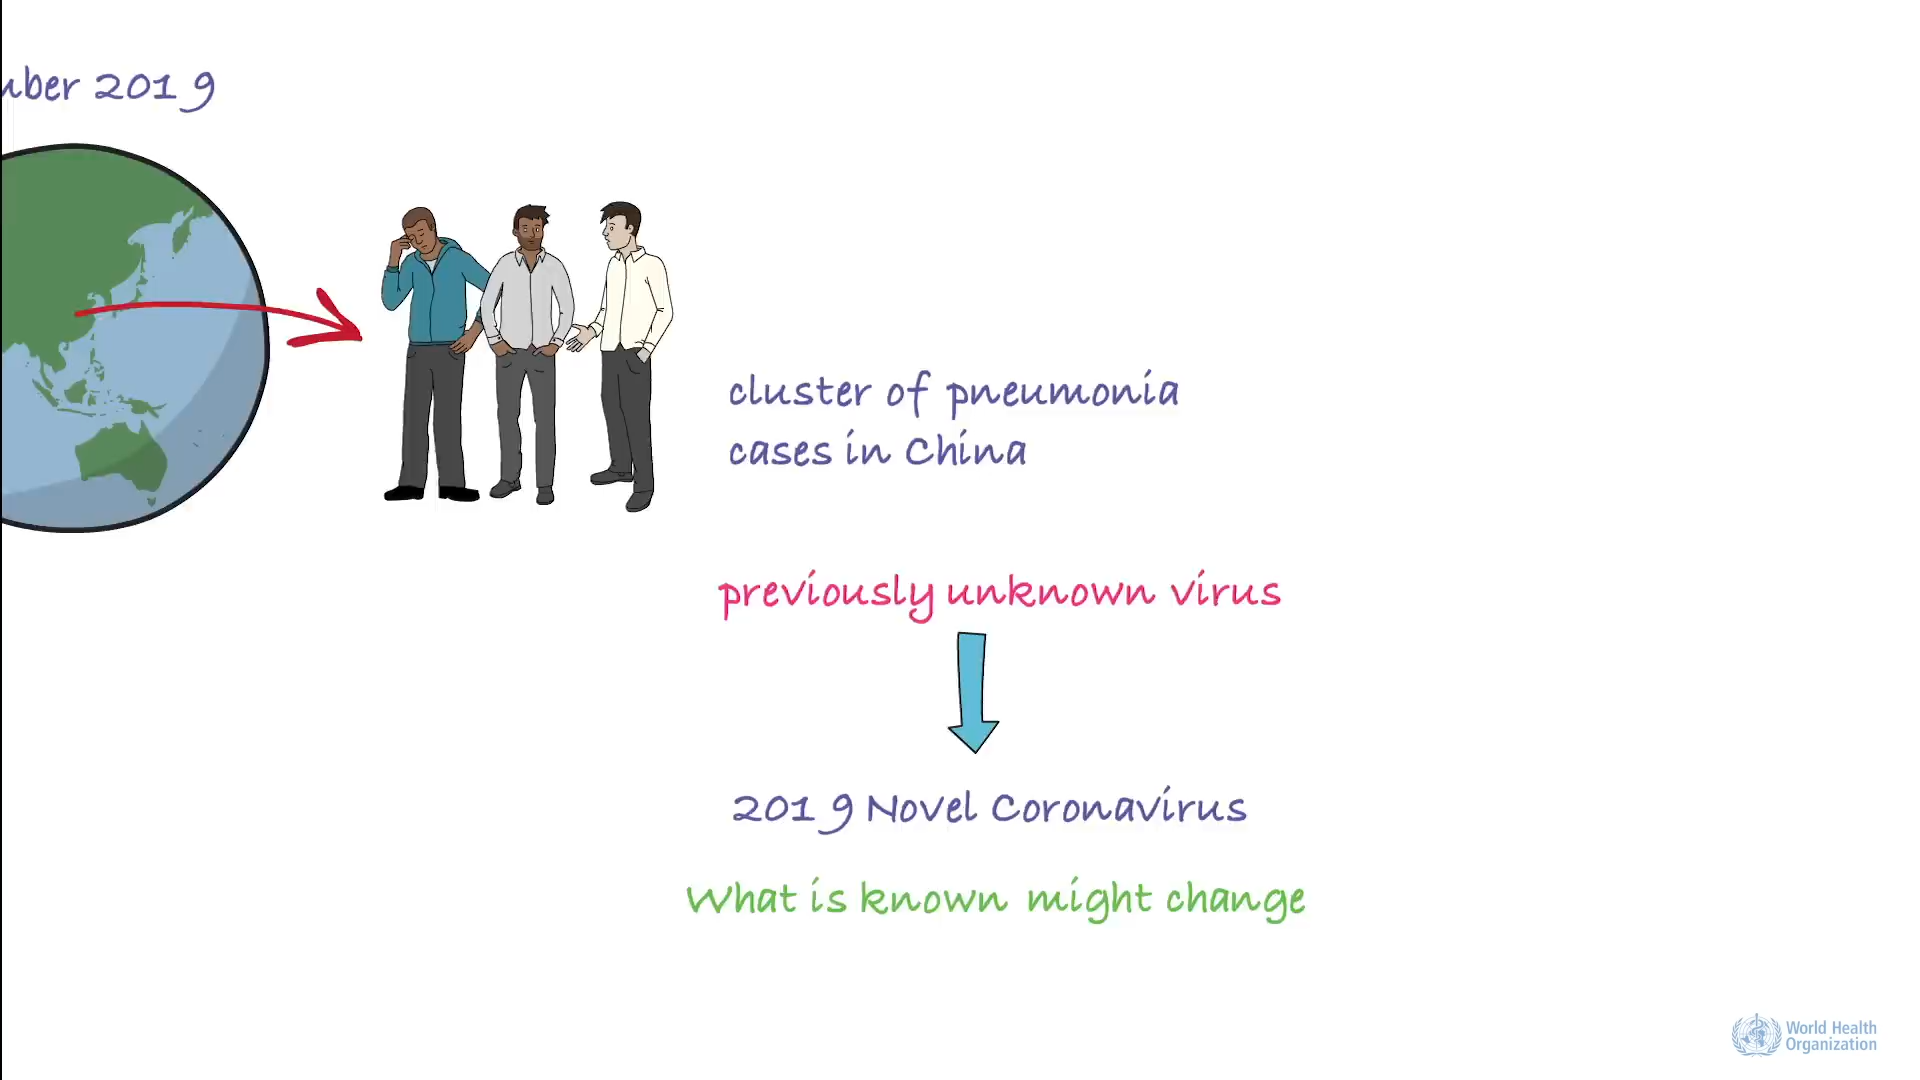 2019
cluster of pneumonia
cases in China
previously unknown virus
2019 Novel Coronavirus
What is known might change
World Health
Organization